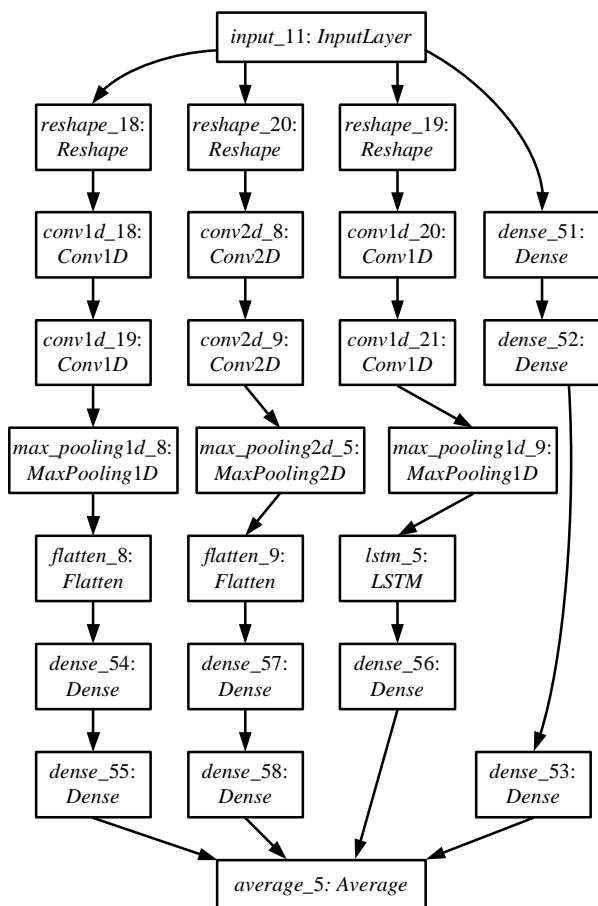 input_11: InputLayer
reshape_18:
Reshape
reshape_20:
Reshape
reshape_19:
Reshape
conv1d_18:
Conv1D
conv2d_8:
Conv2D
conv1d_20:
Conv1D
dense_51:
Dense
conv1d_19:
Conv1D
conv2d_9:
Conv2D
conv1d_21:
Conv1D
dense_52:
Dense
max_pooling1d_8:
MaxPooling1D
max_pooling2d_5:
MaxPooling2D
max_pooling1d_9:
MaxPooling1D
flatten_8:
Flatten
flatten_9:
Flatten
lstm_5:
LSTM
dense_54:
Dense
dense_57:
Dense
dense_56:
Dense
dense_55:
Dense
dense_58:
Dense
dense_53:
Dense
average_5: Average